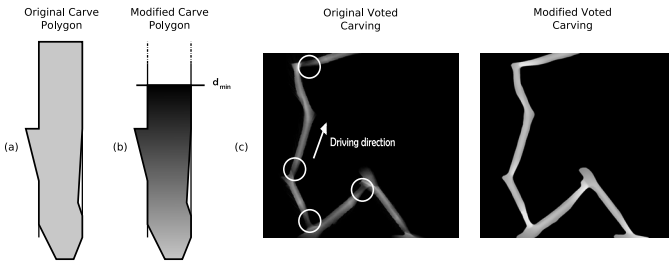 Original Carve
Polygon
Modified Carve
Polygon
Original Voted
Carving
Modified Voted
Carving
d min
(a)
(b)
(c)
Driving direction